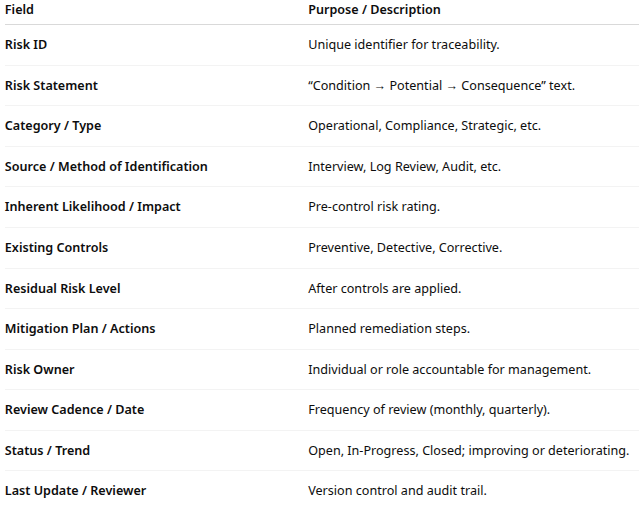 Field Purpose / Description
Risk ID Unique identifier for traceability.
Risk Statement “Condition → Potential → Consequence” text.
Category / Type Operational, Compliance, Strategic, etc.
Source / Method of Identification Interview, Log Review, Audit, etc.
Inherent Likelihood / Impact Pre-control risk rating.
Existing Controls Preventive, Detective, Corrective.
Residual Risk Level After controls are applied.
Mitigation Plan / Actions Planned remediation steps.
Risk Owner Individual or role accountable for management.
Review Cadence / Date Frequency of review (monthly, quarterly).
Status / Trend Open, In-Progress, Closed; improving or deteriorating.
Last Update / Reviewer Version control and audit trail.